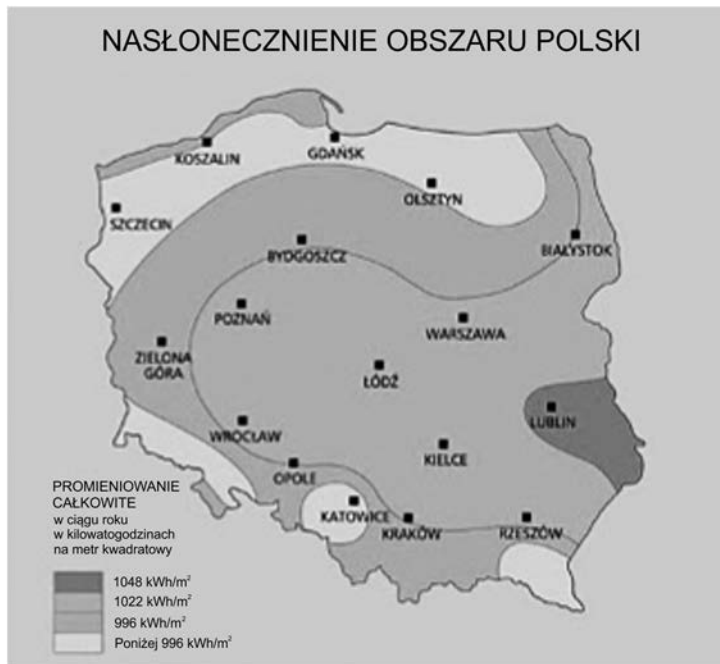 NASŁONECZNIENIE OBSZARU POLSKI
KOSZALIN
GDAŃSK
OLSZTYN
SZCZECIN
BYDGOSZCZ
BIAŁYSTOK
POZNAŃ
WARSZAWA
ZIELONA
GÓRA
ŁÓDŹ
LUBLIN
WROCŁAW
KIELCE
OPOLE
KATOWICE
KRAKÓW
RZESZÓW
PROMIENIOWANIE
CAŁKOWITE
w ciągu roku
w kilowatogodzinach
na metr kwadratowy
1048 kWh/m²
1022 kWh/m²
996 kWh/m²
Poniżej 996 kWh/m²